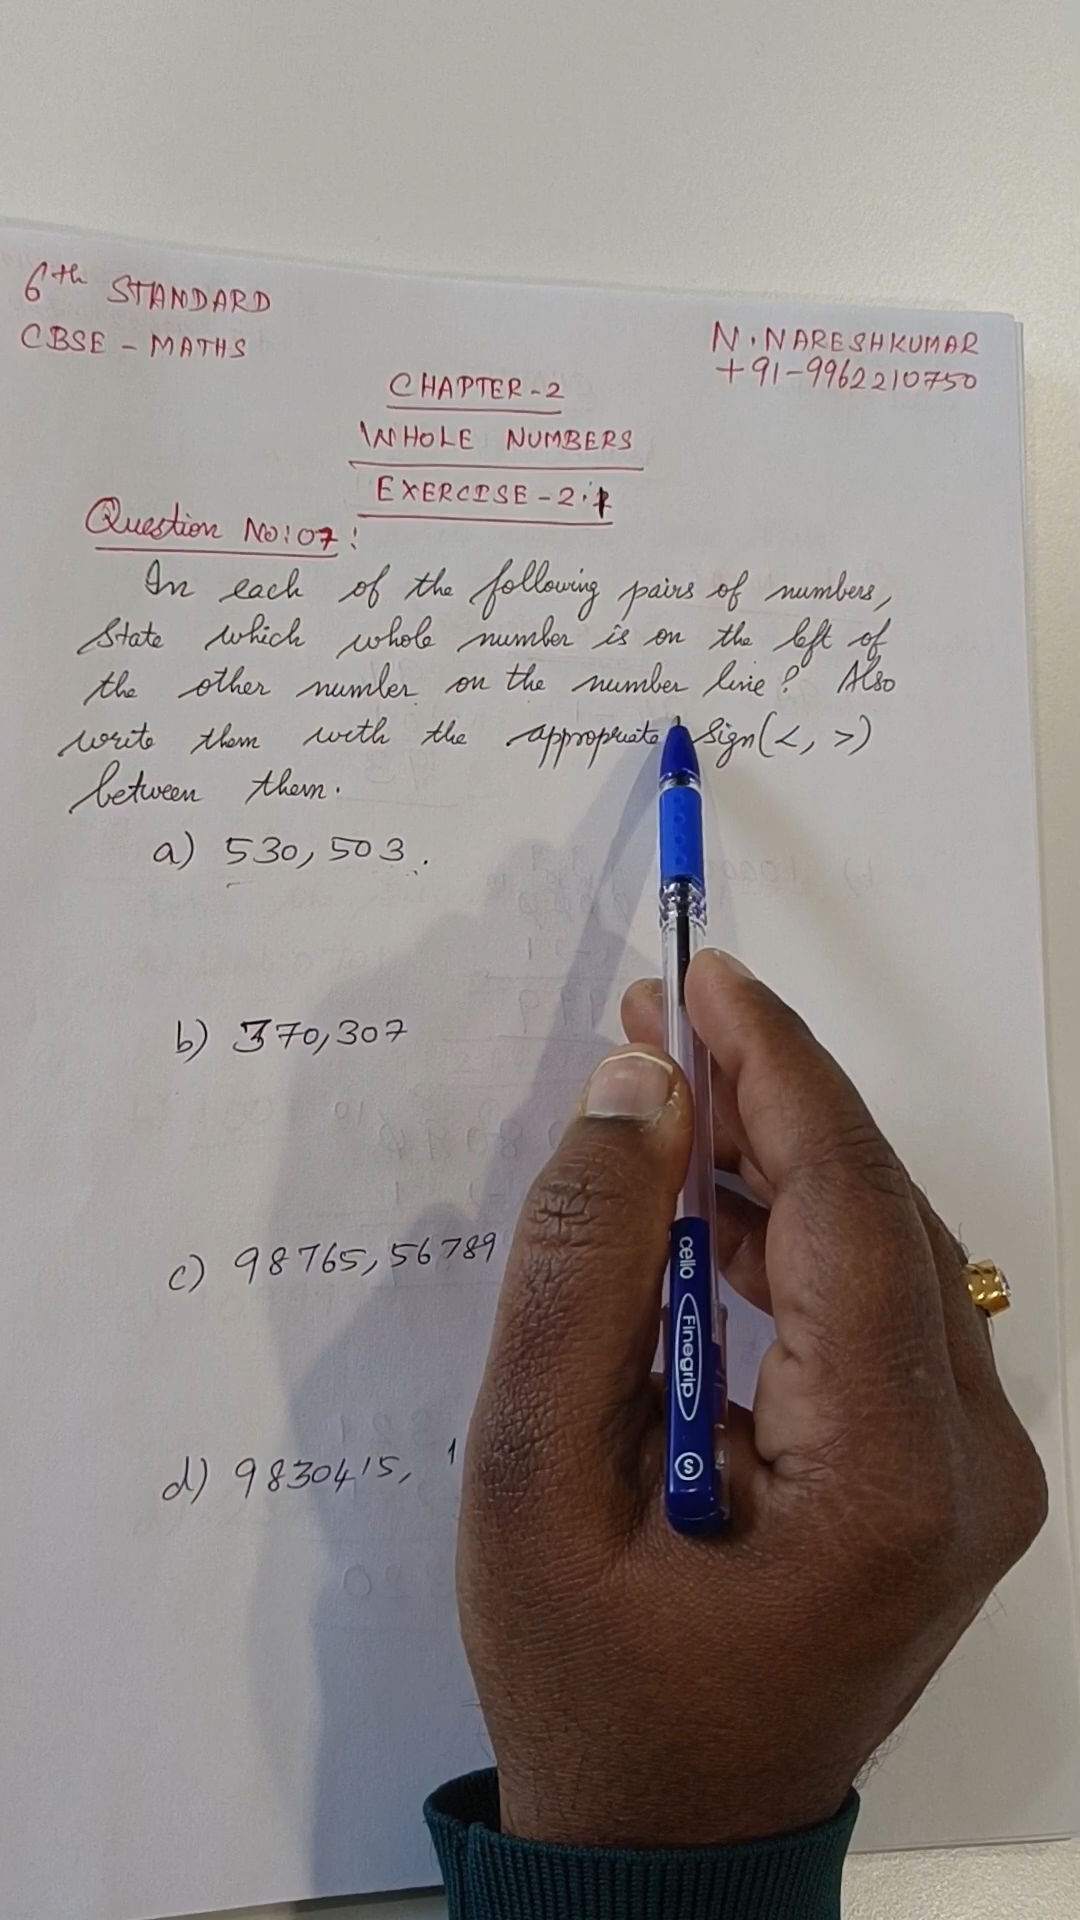 6th STANDARD
CBSE - MATHS
N. NARESHKUMAR
+91-9962210750
CHAPTER-2
WHOLE NUMBERS
EXERCISE-2.1
Question No:07:
In each of the following pairs of numbers,
State which whole number is on the left of
the other number on the number line? Also
write them with the appropriate sign(<, >)
between them.
a) 530, 503.
b) 370, 307
c) 98765, 56789
d) 9830415, 1
cello Finegrip S